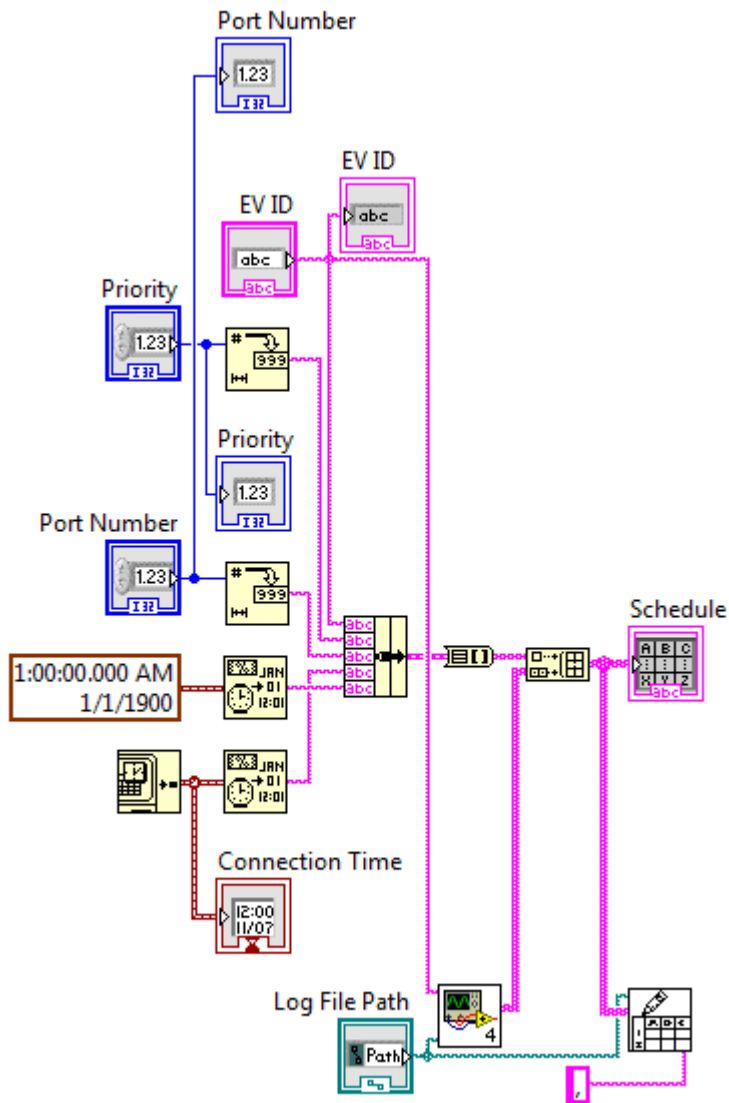 Port Number
1.23
I32
EV ID
abc
abc
EV ID
abc
abc
Priority
1.23
I32
#
999
Priority
1.23
I32
Port Number
1.23
I32
#
999
abc
abc
abc
abc
abc
Schedule
A B C
X Y Z
abc
1:00:00.000 AM
1/1/1900
%3 JAN
01
12:01
%3 JAN
01
12:01
Connection Time
12:00
11/07
Log File Path
Path
4
A B C
1
,